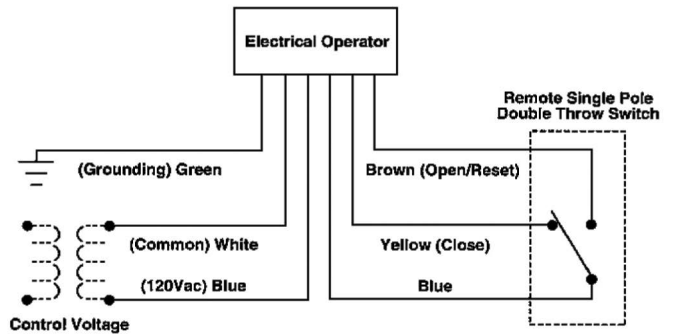 Electrical Operator
Remote Single Pole
Double Throw Switch
(Grounding) Green
Brown (Open/Reset)
(Common) White
Yellow (Close)
(120Vac) Blue
Blue
Control Voltage